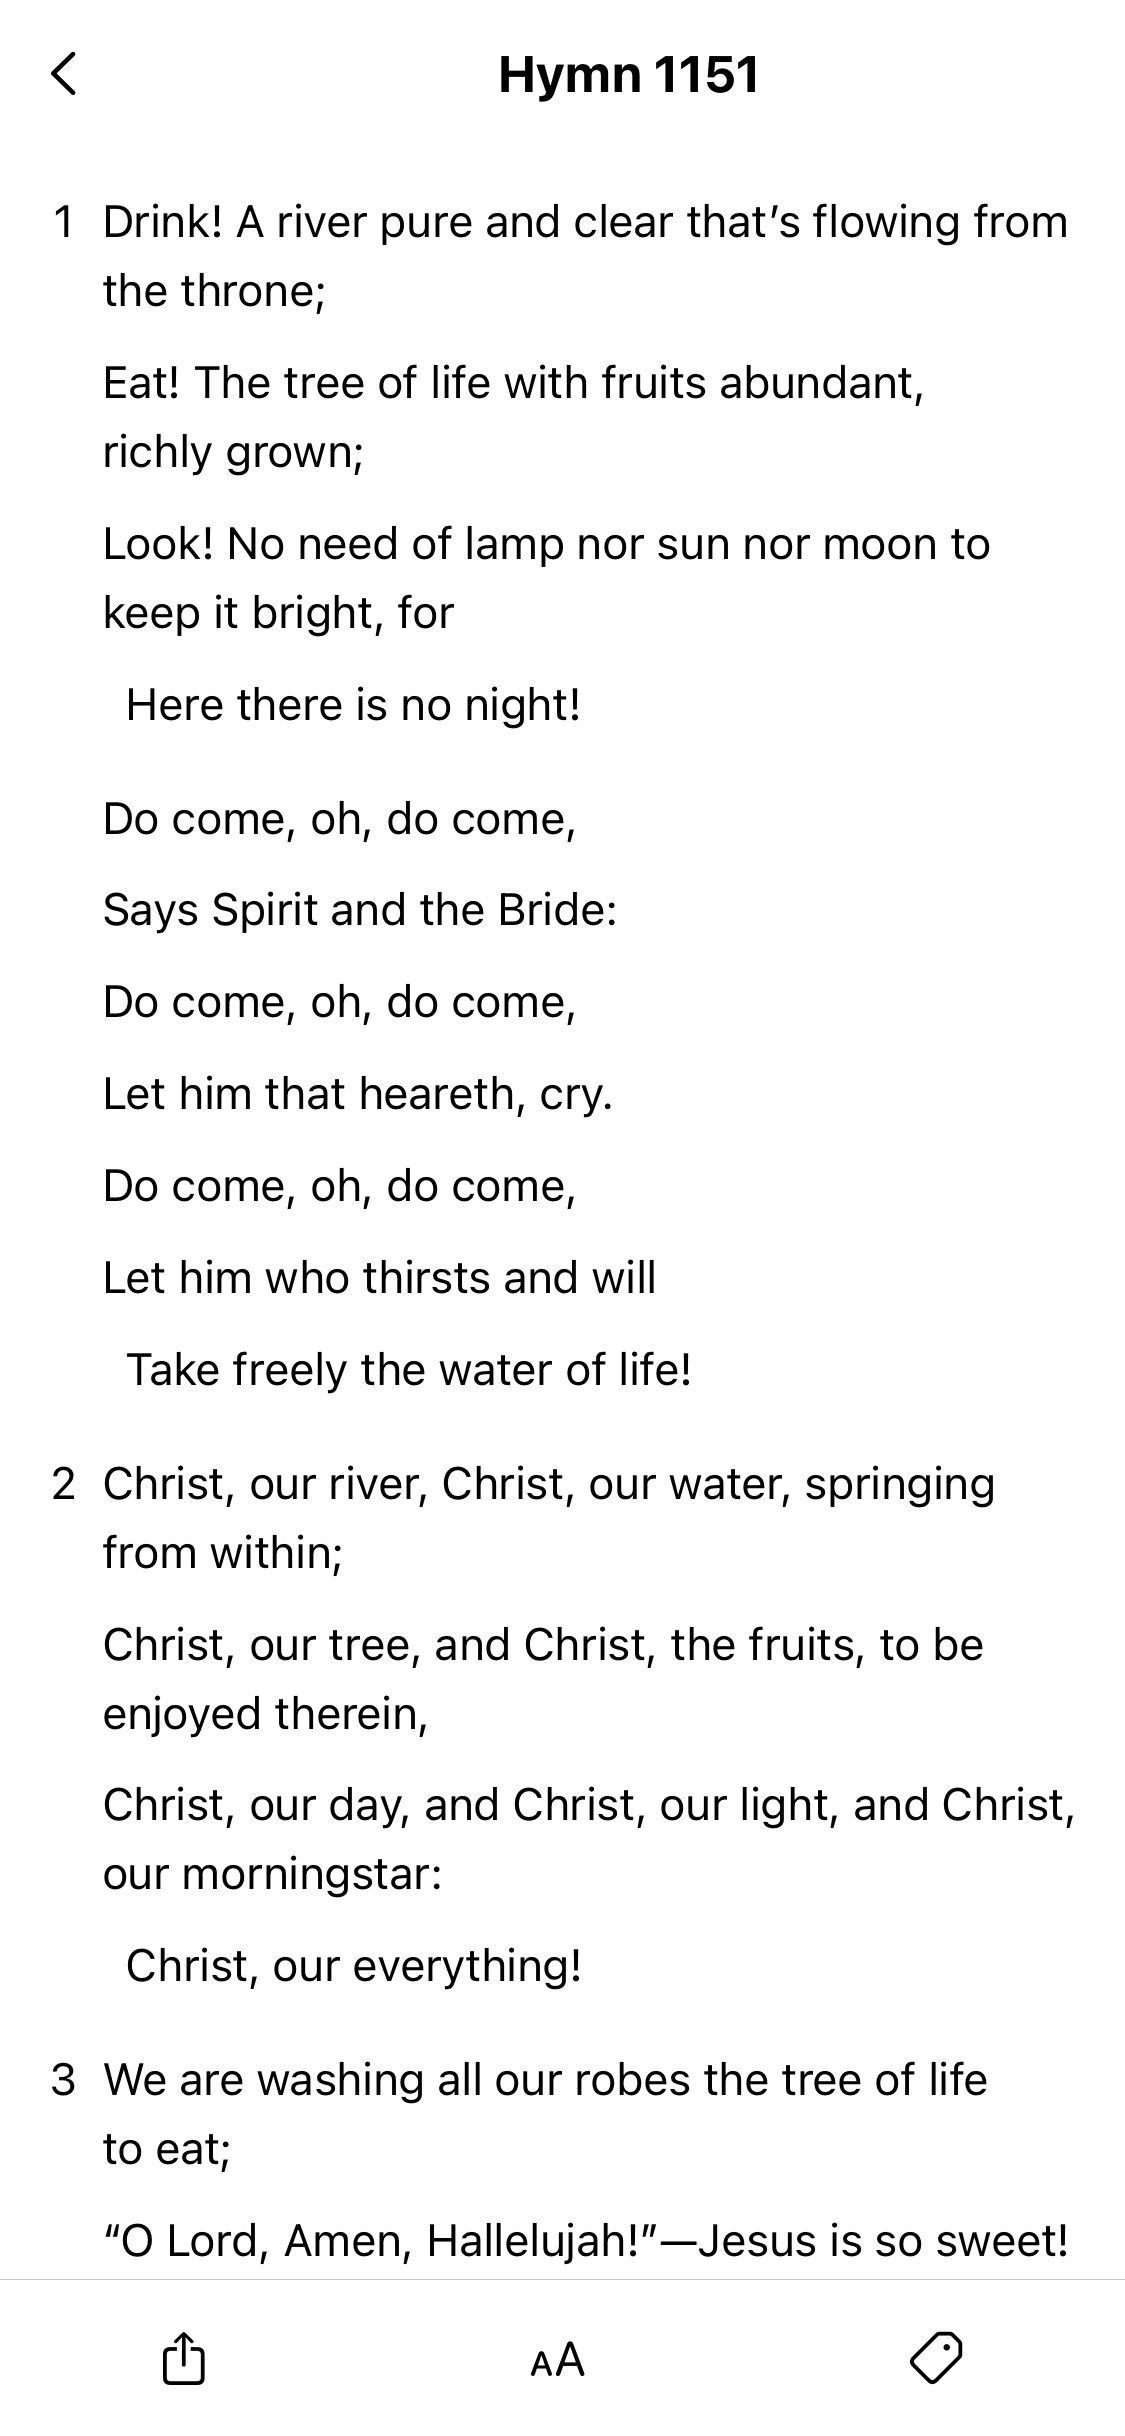 Hymn 1151
1 Drink! A river pure and clear that’s flowing from
the throne;
Eat! The tree of life with fruits abundant,
richly grown;
Look! No need of lamp nor sun nor moon to
keep it bright, for
Here there is no night!
Do come, oh, do come,
Says Spirit and the Bride:
Do come, oh, do come,
Let him that heareth, cry.
Do come, oh, do come,
Let him who thirsts and will
Take freely the water of life!
2 Christ, our river, Christ, our water, springing
from within;
Christ, our tree, and Christ, the fruits, to be
enjoyed therein,
Christ, our day, and Christ, our light, and Christ,
our morningstar:
Christ, our everything!
3 We are washing all our robes the tree of life
to eat;
“O Lord, Amen, Hallelujah!”—Jesus is so sweet!
AA